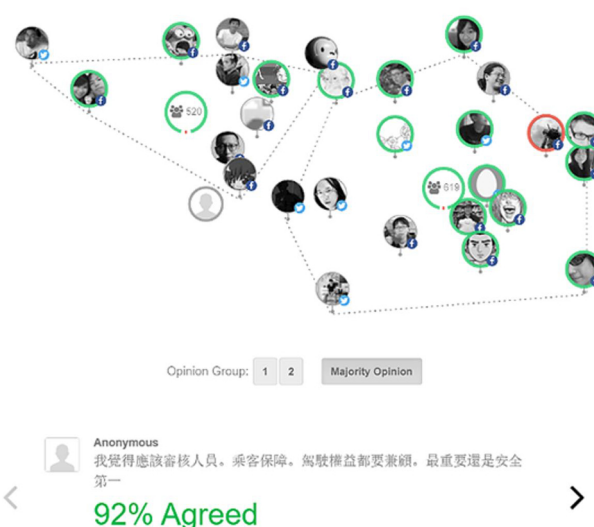 520
619
Opinion Group:
1
2
Majority Opinion
Anonymous
我覺得應該審核人員。乘客保障。駕駛權益都要兼顧。最重要還是安全
第一
92% Agreed